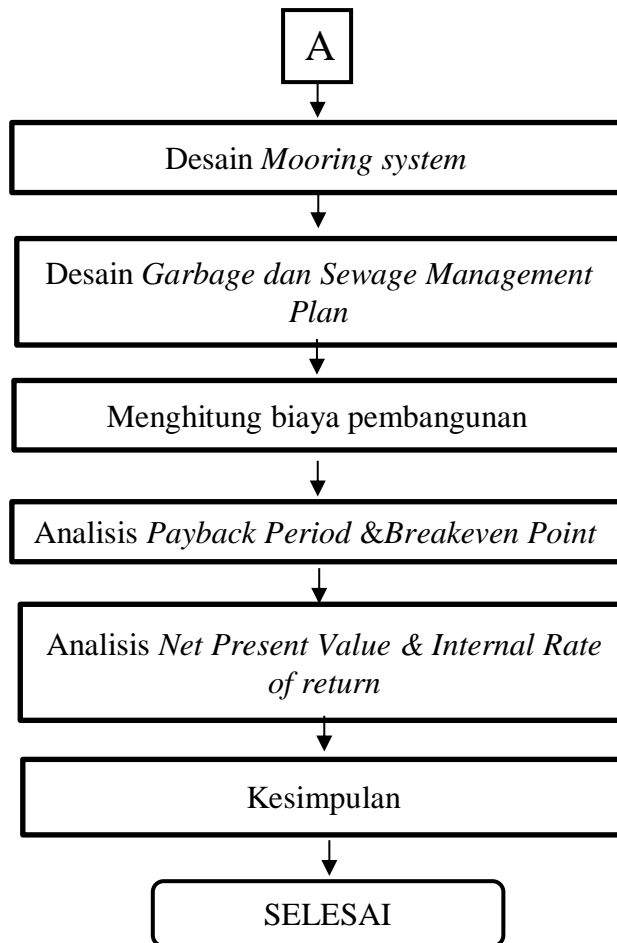 A
Desain Mooring system
Desain Garbage dan Sewage Management
Plan
Menghitung biaya pembangunan
Analisis Payback Period &Breakeven Point
Analisis Net Present Value & Internal Rate
of return
Kesimpulan
SELESAI